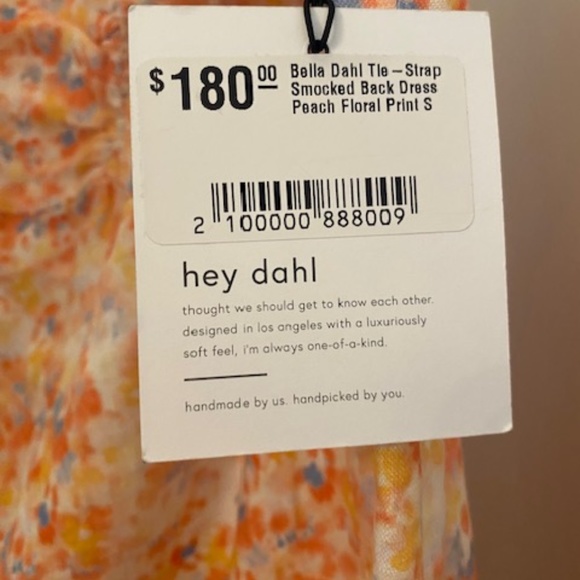 $180.00 Bella Dahl Tie-Strap
Smocked Back Dress
Peach Floral Print S
2 100000 888009
hey dahl
thought we should get to know each other.
designed in los angeles with a luxuriously
soft feel, i'm always one-of-a-kind.
handmade by us. handpicked by you.